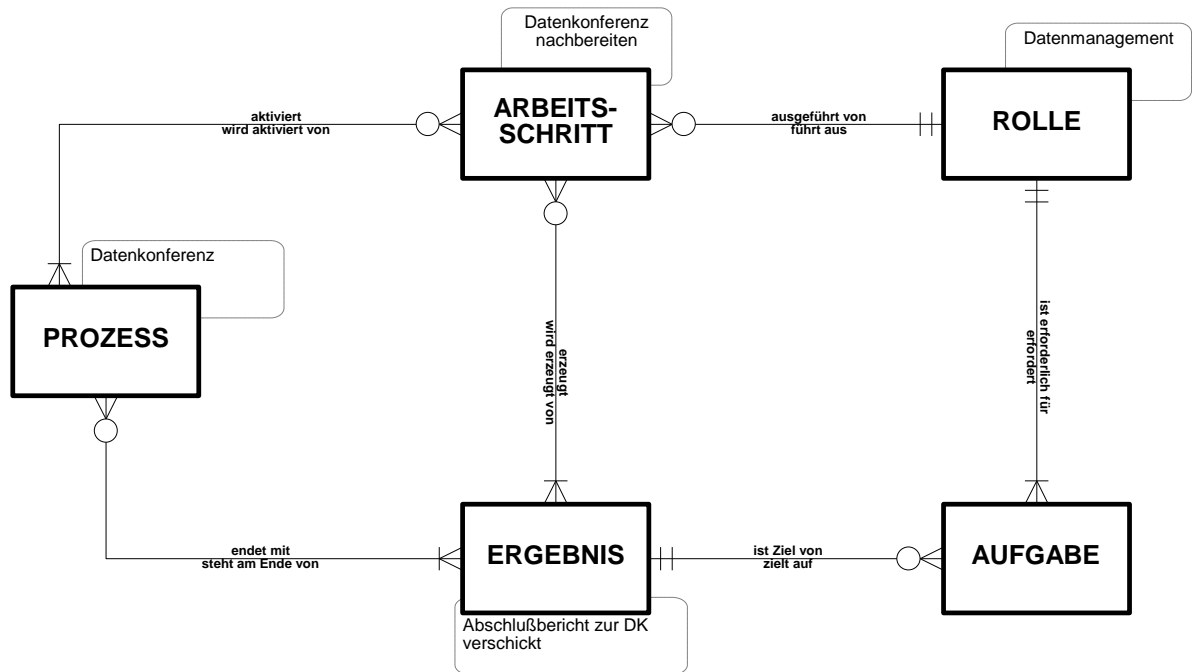 Datenkonferenz
nachbereiten
Datenmanagement
ARBEITS-
SCHRITT
ROLLE
aktiviert
wird aktiviert von
ausgeführt von
führt aus
Datenkonferenz
PROZESS
erzeugt
wird erzeugt von
ist erforderlich für
erfordert
endet mit
steht am Ende von
ERGEBNIS
ist Ziel von
zielt auf
AUFGABE
Abschlußbericht zur DK
verschickt